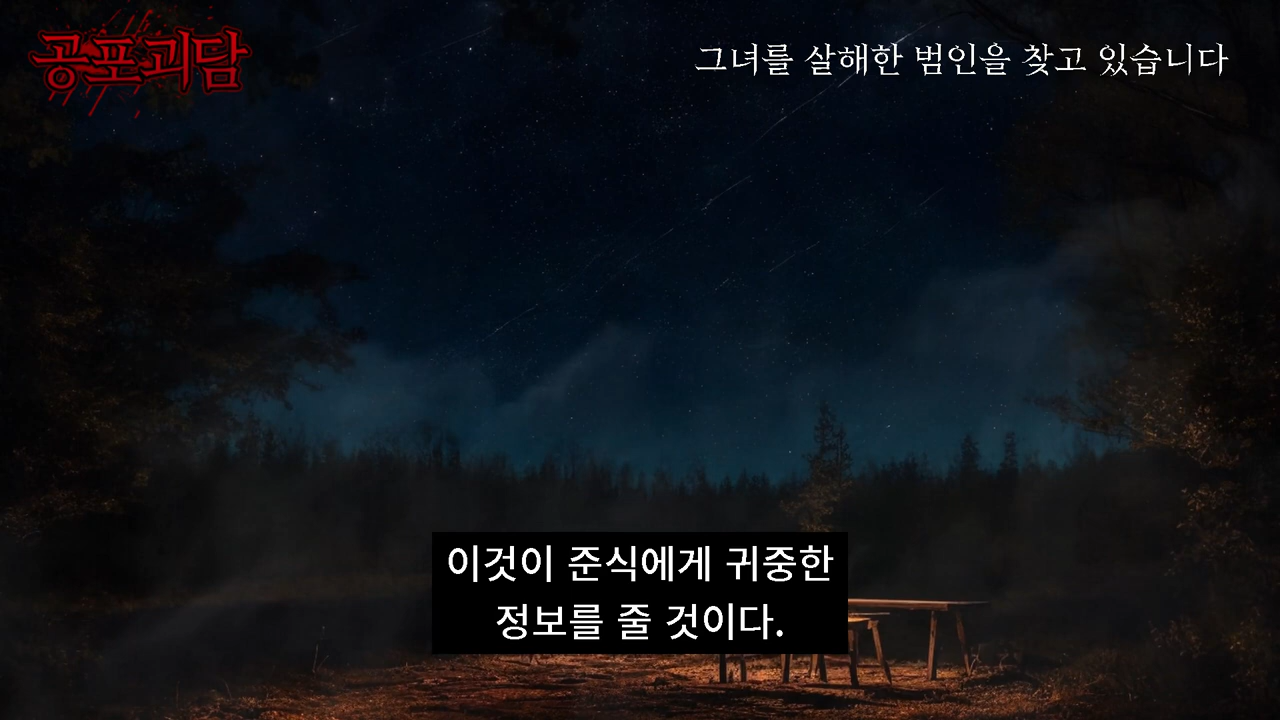 공포괴담
그녀를 살해한 범인을 찾고 있습니다
이것이 준식에게 귀중한
정보를 줄 것이다.